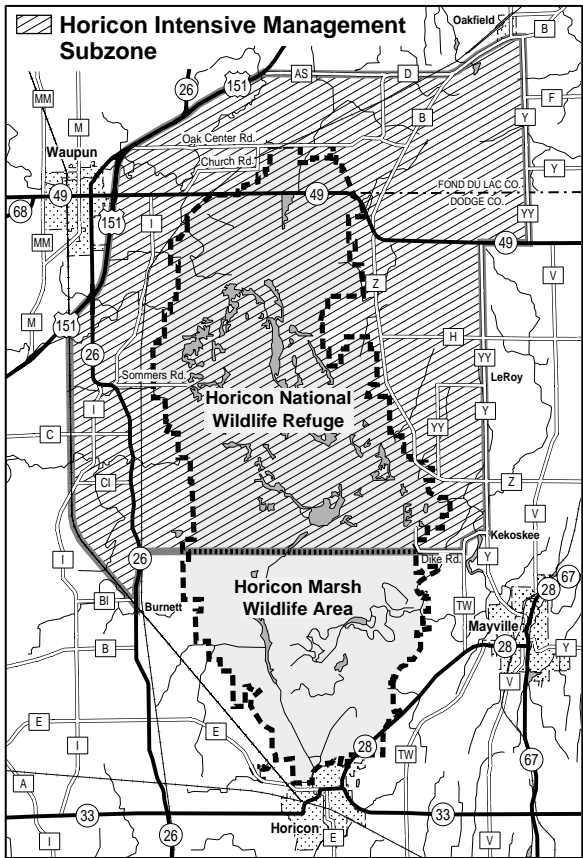 Horicon Intensive Management
Subzone
Oakfield
B
26
151
AS
D
MM
M
B
F
Y
Oak Center Rd.
Waupun
Church Rd.
Y
49
49
FOND DU LAC CO.
DODGE CO.
68
I
YY
151
MM
49
V
Z
M
151
H
26
YY
Sommers Rd.
LeRoy
I
Horicon National
Wildlife Refuge
Y
C
YY
CI
Z
V
Kekoskee
I
26
Dike Rd.
Y
67
28
Horicon Marsh
Wildlife Area
BI
Burnett
TW
Mayville
B
28
Y
V
E
E
I
28
TW
67
A
33
33
Horicon
I
26
E
V